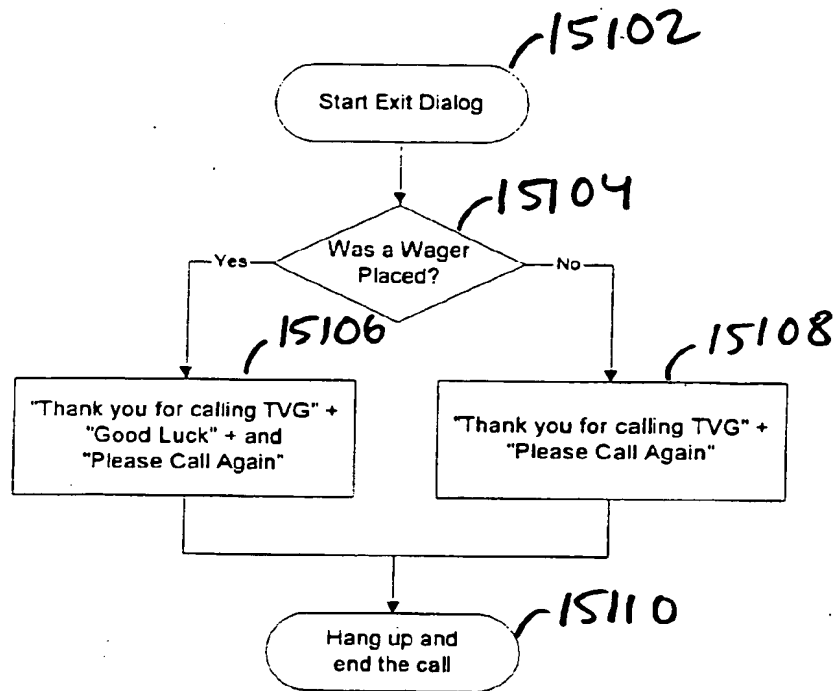 15102
Start Exit Dialog
15104
Was a Wager
Placed?
Yes
No
15106
15108
"Thank you for calling TVG" +
"Good Luck" + and
"Please Call Again"
"Thank you for calling TVG" +
"Please Call Again"
15110
Hang up and
end the call